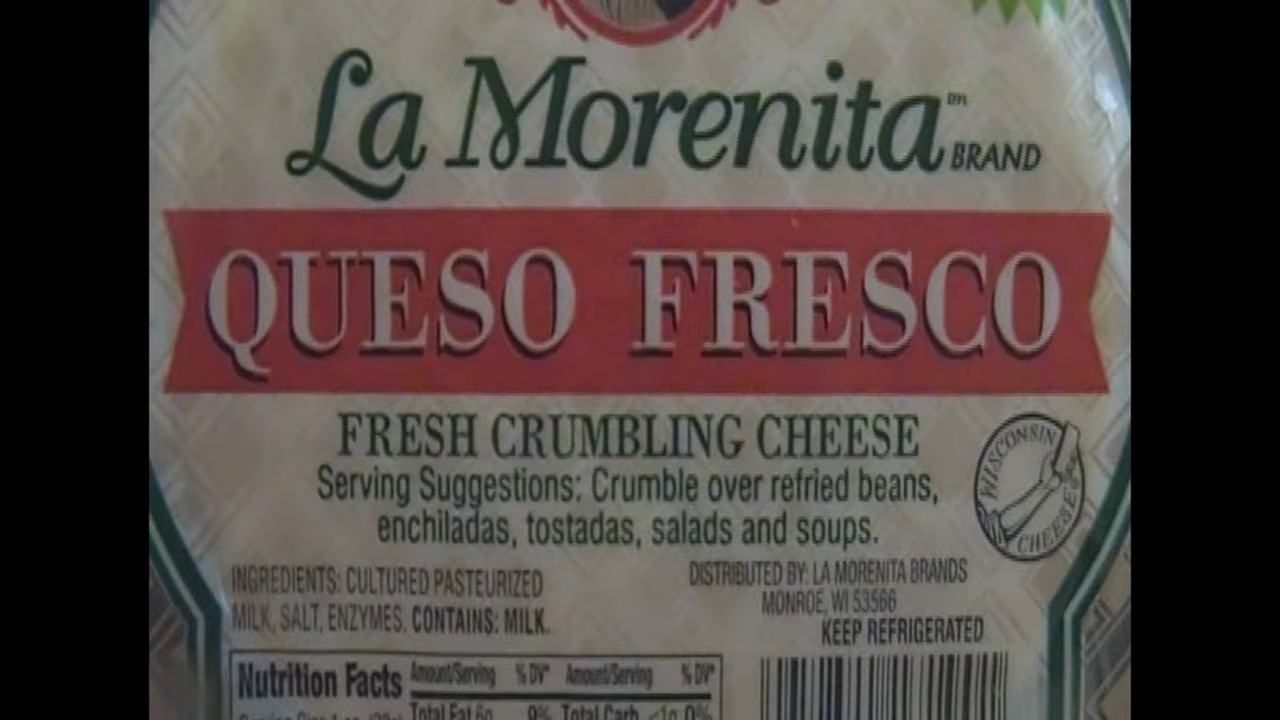 La Morenita BRAND
QUESO FRESCO
FRESH CRUMBLING CHEESE
Serving Suggestions: Crumble over refried beans,
enchiladas, tostadas, salads and soups.
WISCONSIN
CHEESE
INGREDIENTS: CULTURED PASTEURIZED
MILK, SALT, ENZYMES. CONTAINS: MILK.
DISTRIBUTED BY: LA MORENITA BRANDS
MONROE, WI 53566
KEEP REFRIGERATED
Nutrition Facts
Amount/Serving % DV* Amount/Serving % DV*
Total Fat 6g 9% Total Carb. <1g 0%